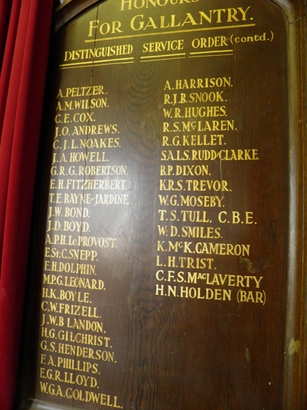 HONOURS
FOR GALLANTRY.
DISTINGUISHED SERVICE ORDER (contd.)
A. PELTZER.
A.M. WILSON.
C.E. COX.
J.O. ANDREWS.
C.J.L. NOAKES.
J.A. HOWELL.
G.R.G. ROBERTSON.
E.H. FITZHERBERT.
T.E. BAYNE-JARDINE.
J.W. BOND.
J.D. BOYD.
A.P.H. LE PROVOST.
E.ST.C. SNEPP.
E.H. DOLPHIN.
M.P.G. LEONARD.
H.K. BOYLE.
C.W. FRIZELL.
J.W.B. LANDON.
H.G. GILCHRIST.
G.S. HENDERSON.
F.A. PHILLIPS.
E.G.R. LLOYD.
W.G.A. COLDWELL.
A. HARRISON.
R.J.B. SNOOK.
W.R. HUGHES.
R.S. McLAREN.
R.G. KELLET.
S.A.L.S. RUDD-CLARKE.
B.P. DIXON.
K.R.S. TREVOR.
W.G. MOSEBY.
T.S. TULL, C.B.E.
W.D. SMILES.
K. McK. CAMERON
L.H. TRIST.
C.F.S. MacLAVERTY
H.N. HOLDEN (BAR)